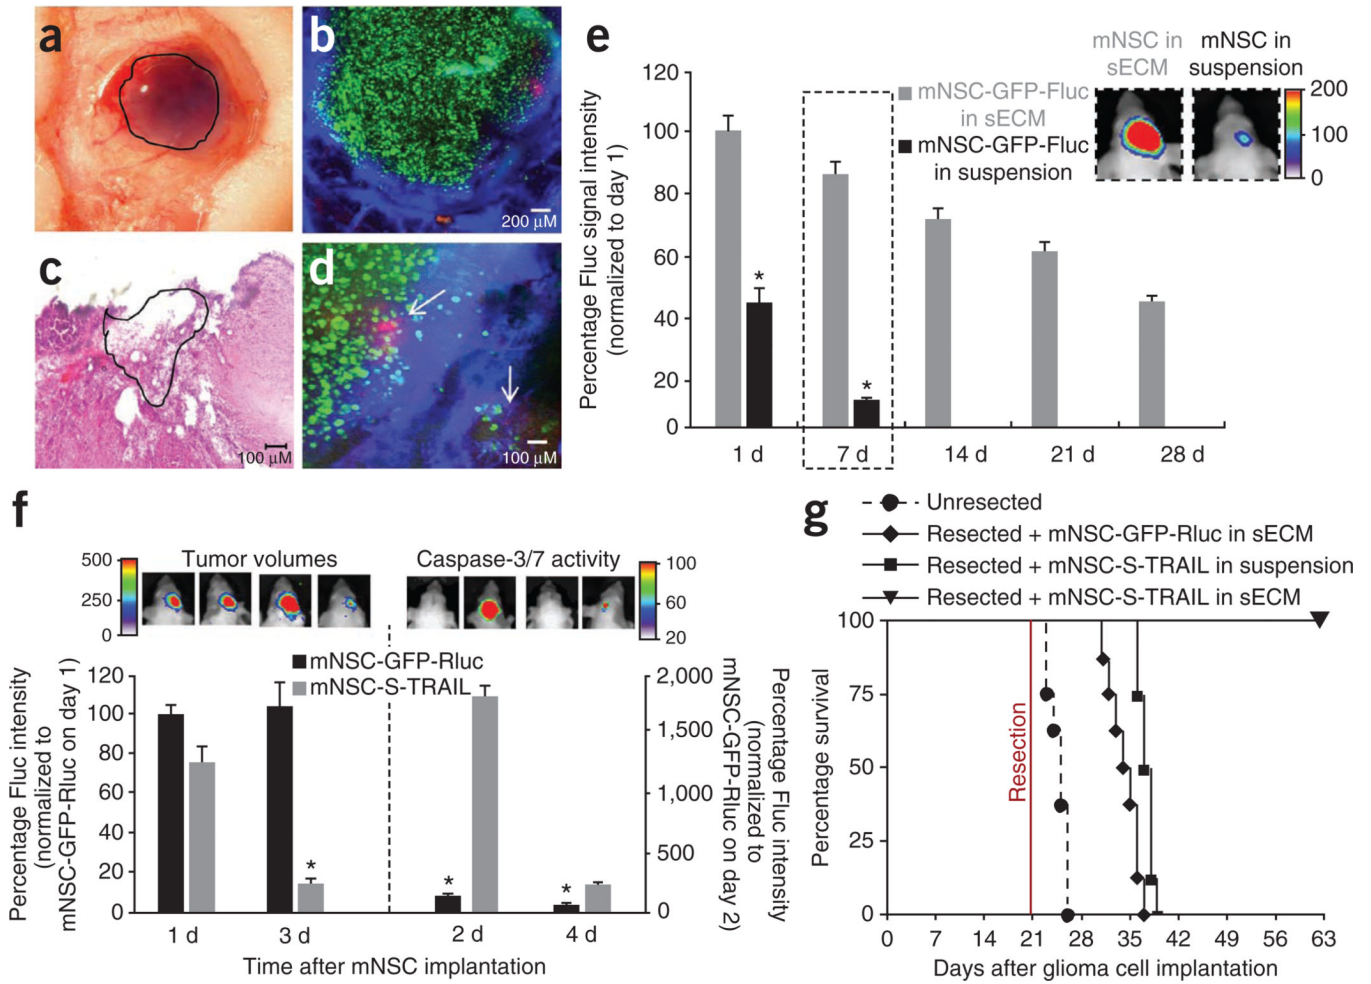 a
b
200 µM
c
100 µM
d
100 µM
e
Percentage Fluc signal intensity
(normalized to day 1)
120
100
80
60
40
20
0
1 d
7 d
14 d
21 d
28 d
*
*
mNSC-GFP-Fluc
in sECM
mNSC-GFP-Fluc
in suspension
mNSC in
sECM
mNSC in
suspension
200
100
0
f
Tumor volumes
Caspase-3/7 activity
500
250
0
100
60
20
mNSC-GFP-Rluc
mNSC-S-TRAIL
Percentage Fluc intensity
(normalized to
mNSC-GFP-Rluc on day 1)
120
100
80
60
40
20
0
*
*
*
2,000
1,500
1,000
500
0
Percentage Fluc intensity
(normalized to
mNSC-GFP-Rluc on day 2)
1 d
3 d
2 d
4 d
Time after mNSC implantation
g
Unresected
Resected + mNSC-GFP-Rluc in sECM
Resected + mNSC-S-TRAIL in suspension
Resected + mNSC-S-TRAIL in sECM
Percentage survival
100
75
50
25
0
Resection
0
7
14
21
28
35
42
49
56
63
Days after glioma cell implantation